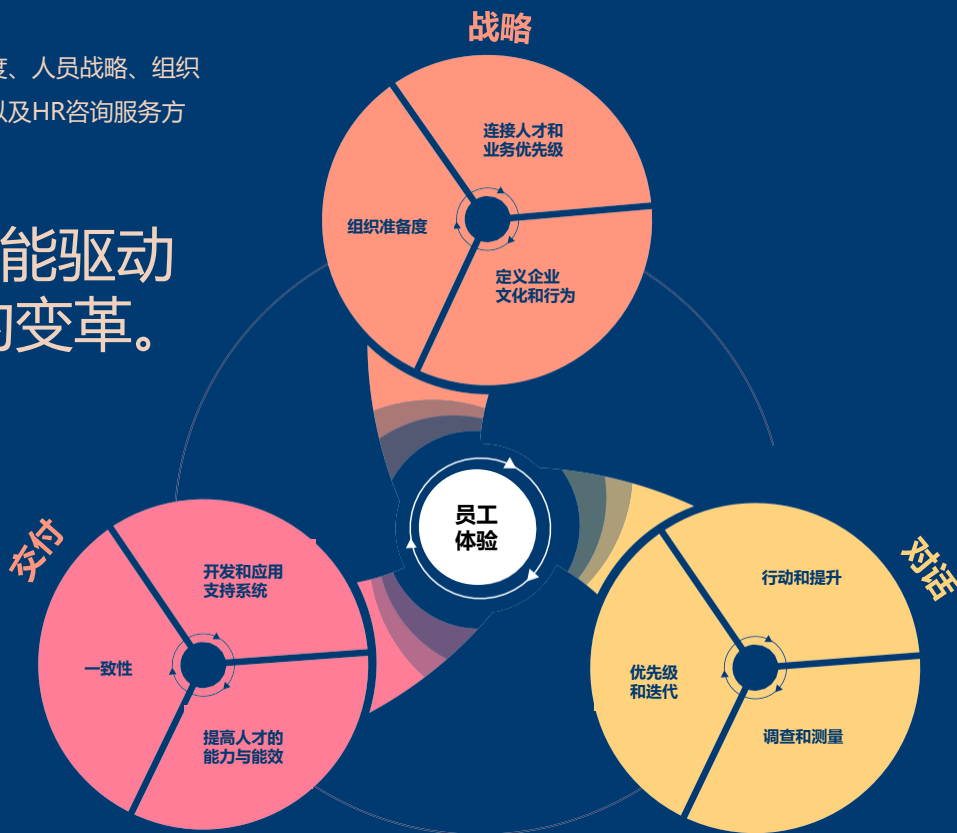 战略
度、人员战略、组织
以及HR咨询服务方
能驱动
的变革。
连接人才和
业务优先级
组织准备度
定义企业
文化和行为
员工
体验
交付
开发和应用
支持系统
一致性
提高人才的
能力与能效
对话
行动和提升
优先级
和迭代
调查和测量